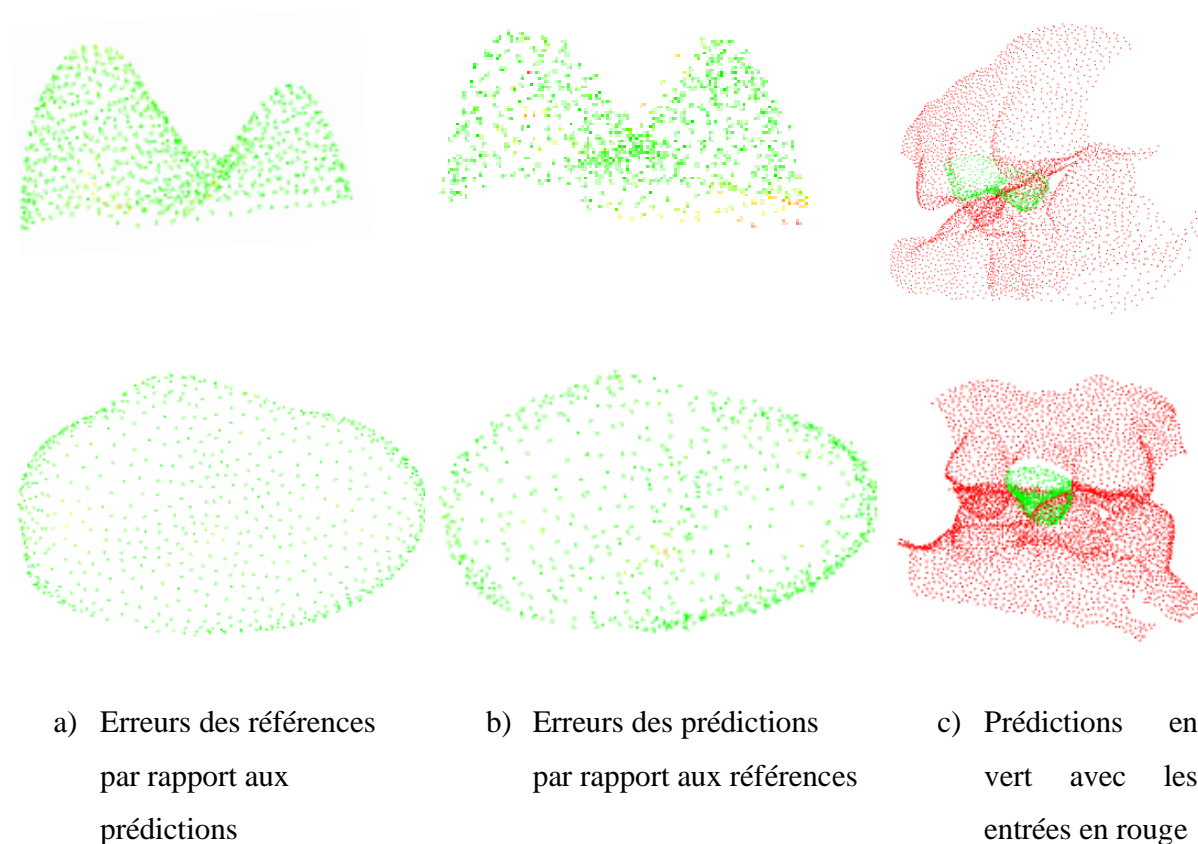 a) Erreurs des références
par rapport aux
prédictions
b) Erreurs des prédictions
par rapport aux références
c) Prédictions en
vert avec les
entrées en rouge